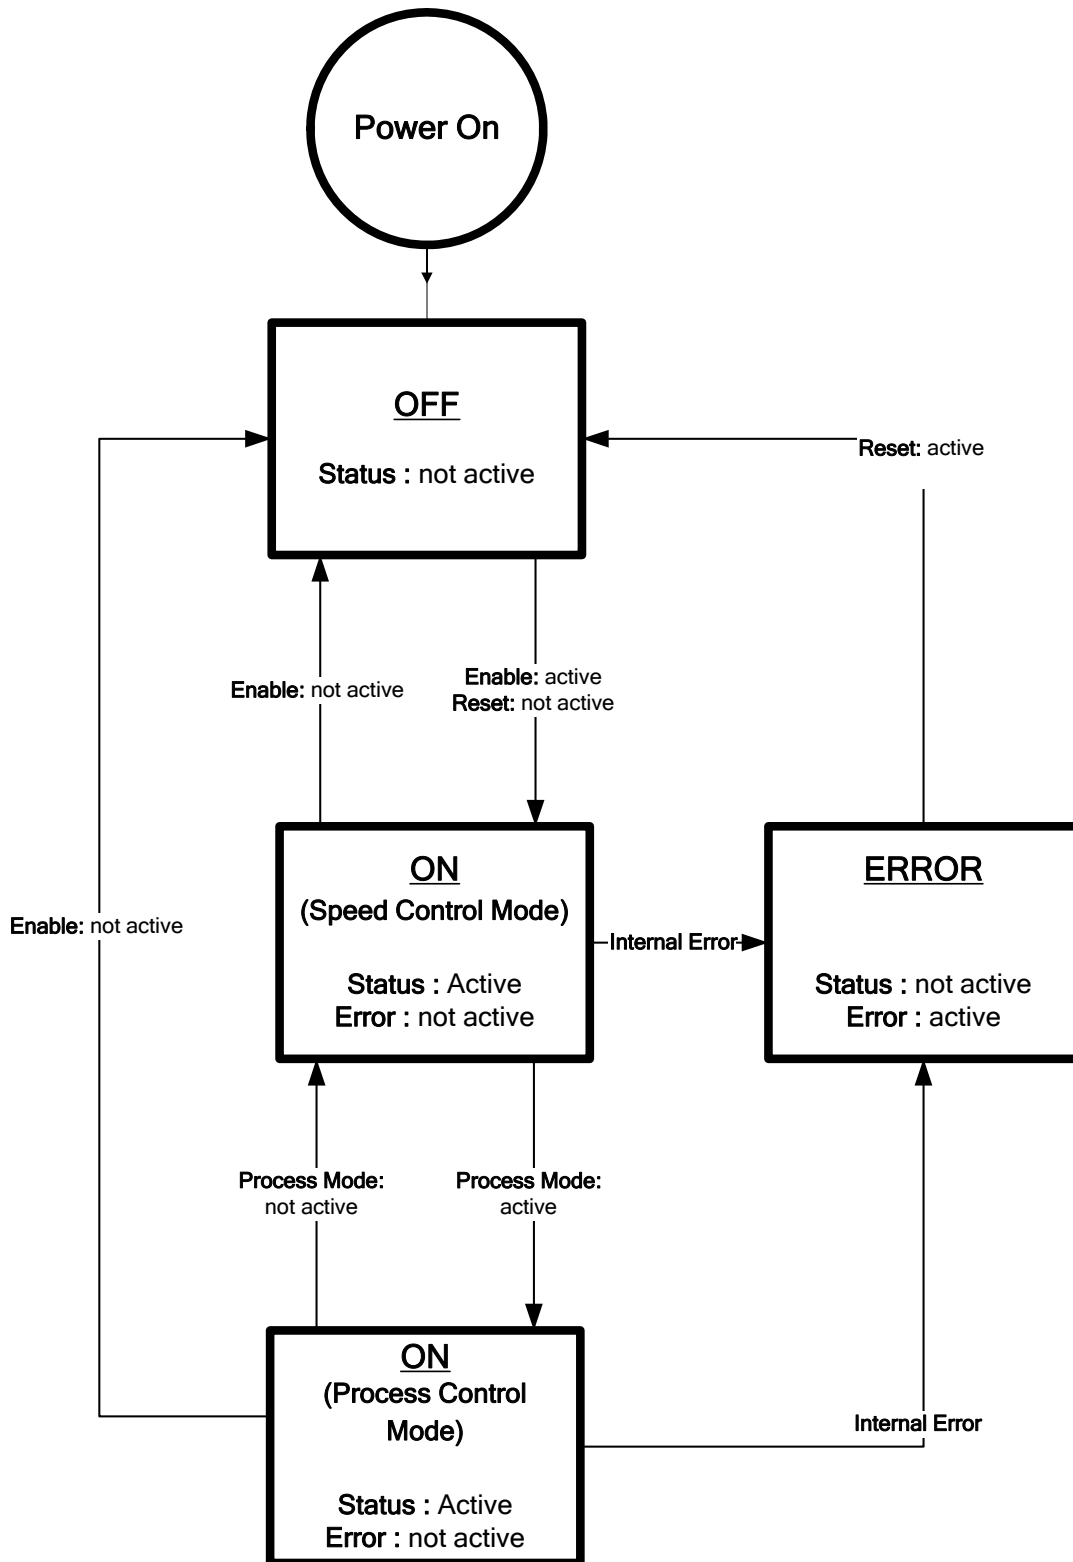 Power On
OFF
Status : not active
Reset: active
Enable: not active
Enable: active
Reset: not active
ON
(Speed Control Mode)
Status : Active
Error : not active
Internal Error
ERROR
Status : not active
Error : active
Enable: not active
Process Mode:
not active
Process Mode:
active
ON
(Process Control
Mode)
Status : Active
Error : not active
Internal Error